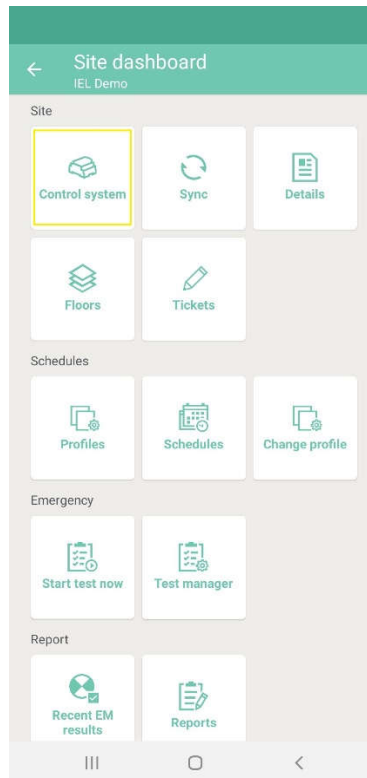 Site dashboard
IEL Demo
Site
Control system
Sync
Details
Floors
Tickets
Schedules
Profiles
Schedules
Change profile
Emergency
Start test now
Test manager
Report
Recent EM
results
Reports